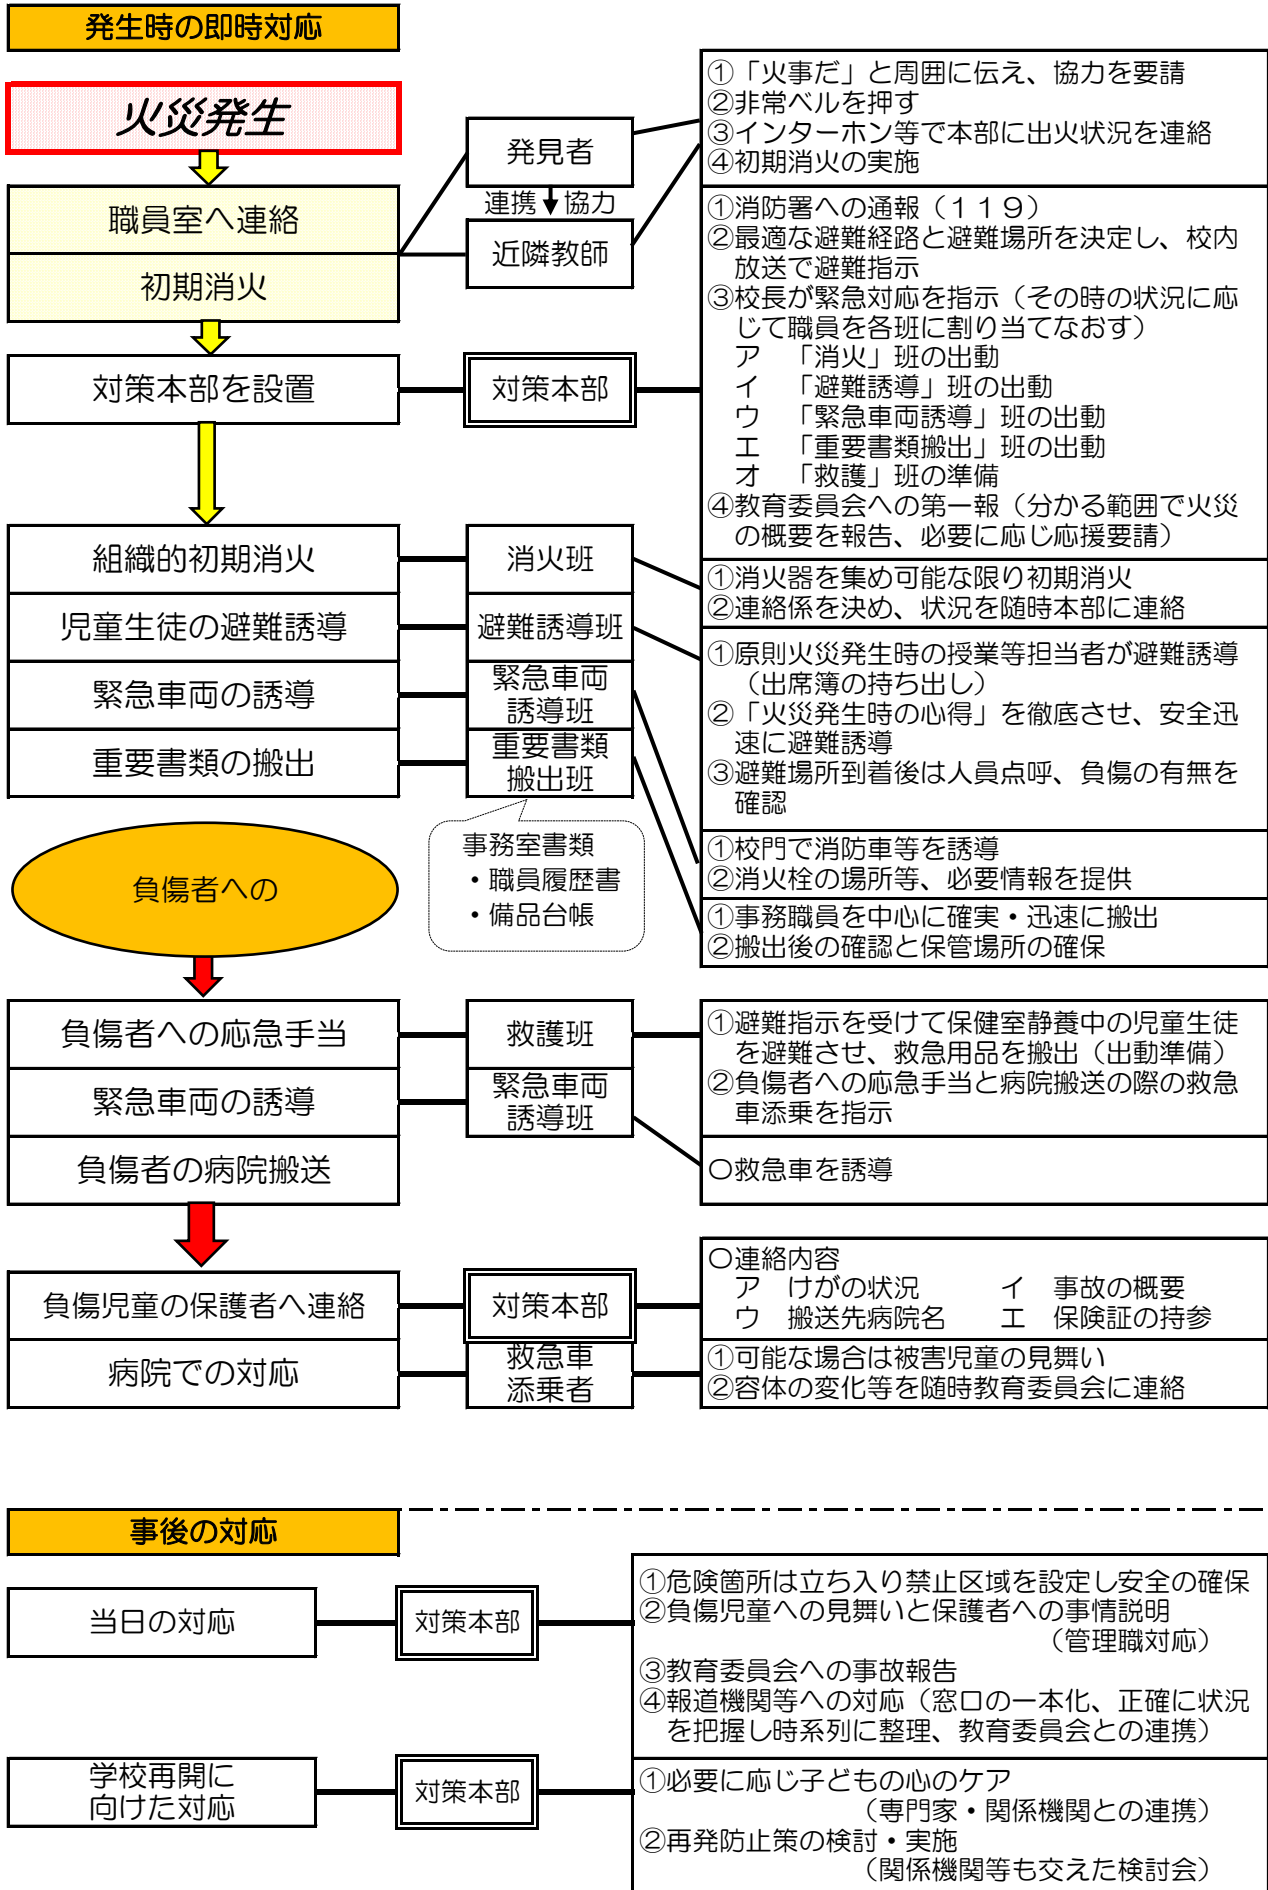 発生時の即時対応
火災発生
職員室へ連絡
初期消火
発見者
連携 協力
近隣教師
①「火事だ」と周囲に伝え、協力を要請
②非常ベルを押す
③インターホン等で本部に出火状況を連絡
④初期消火の実施
対策本部を設置
対策本部
①消防署への通報（１１９）
②最適な避難経路と避難場所を決定し、校内
放送で避難指示
③校長が緊急対応を指示（その時の状況に応
じて職員を各班に割り当てなおす）
ア 「消火」班の出動
イ 「避難誘導」班の出動
ウ 「緊急車両誘導」班の出動
エ 「重要書類搬出」班の出動
オ 「救護」班の準備
④教育委員会への第一報（分かる範囲で火災
の概要を報告、必要に応じ応援要請）
組織的初期消火
消火班
①消火器を集め可能な限り初期消火
②連絡係を決め、状況を随時本部に連絡
児童生徒の避難誘導
避難誘導班
①原則火災発生時の授業等担当者が避難誘導
（出席簿の持ち出し）
②「火災発生時の心得」を徹底させ、安全迅
速に避難誘導
③避難場所到着後は人員点呼、負傷の有無を
確認
緊急車両の誘導
緊急車両
誘導班
①校門で消防車等を誘導
②消火栓の場所等、必要情報を提供
重要書類の搬出
重要書類
搬出班
①事務職員を中心に確実・迅速に搬出
②搬出後の確認と保管場所の確保
事務室書類
・職員履歴書
・備品台帳
負傷者への
負傷者への応急手当
救護班
①避難指示を受けて保健室静養中の児童生徒
を避難させ、救急用品を搬出（出動準備）
②負傷者への応急手当と病院搬送の際の救急
車添乗を指示
緊急車両の誘導
緊急車両
誘導班
〇救急車を誘導
負傷者の病院搬送
負傷児童の保護者へ連絡
対策本部
〇連絡内容
ア けがの状況 イ 事故の概要
ウ 搬送先病院名 エ 保険証の持参
病院での対応
救急車
添乗者
①可能な場合は被害児童の見舞い
②容体の変化等を随時教育委員会に連絡
事後の対応
当日の対応
対策本部
①危険箇所は立ち入り禁止区域を設定し安全の確保
②負傷児童への見舞いと保護者への事情説明
（管理職対応）
③教育委員会への事故報告
④報道機関等への対応（窓口の一本化、正確に状況
を把握し時系列に整理、教育委員会との連携）
学校再開に
向けた対応
対策本部
①必要に応じ子どもの心のケア
（専門家・関係機関との連携）
②再発防止策の検討・実施
（関係機関等も交えた検討会）